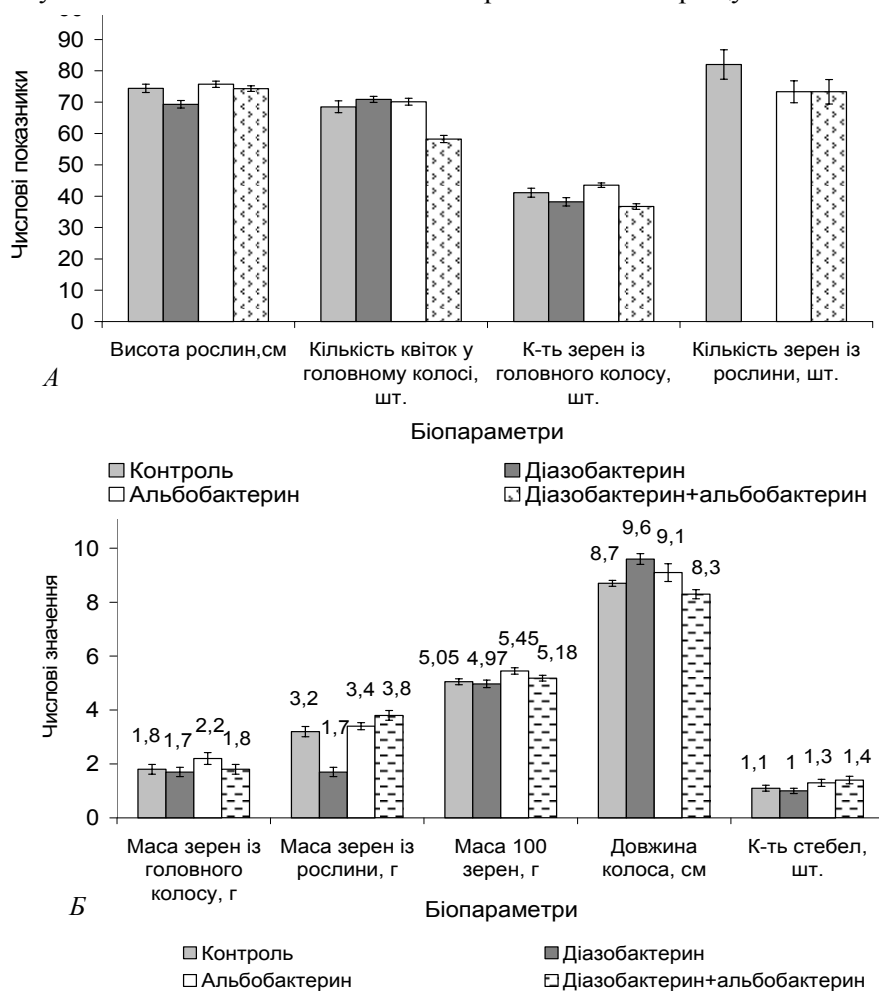 90
80
70
60
50
40
30
20
10
0
Числові показники
Висота рослин,см
Кількість квіток у головному колосі, шт.
К-ть зерен із головного колосу, шт.
Кількість зерен із рослини, шт.
А
Біопараметри
Контроль
Діазобактерин
Альбобактерин
Діазобактерин+альбобактерин
10
8
6
4
2
0
Числові значення
1,8
1,7
2,2
1,8
3,2
1,7
3,4
3,8
5,05
4,97
5,45
5,18
8,7
9,6
9,1
8,3
1,1
1
1,3
1,4
Маса зерен із головного колосу, г
Маса зерен із рослини, г
Маса 100 зерен, г
Довжина колоса, см
К-ть стебел, шт.
Б
Біопараметри
Контроль
Діазобактерин
Альбобактерин
Діазобактерин+альбобактерин